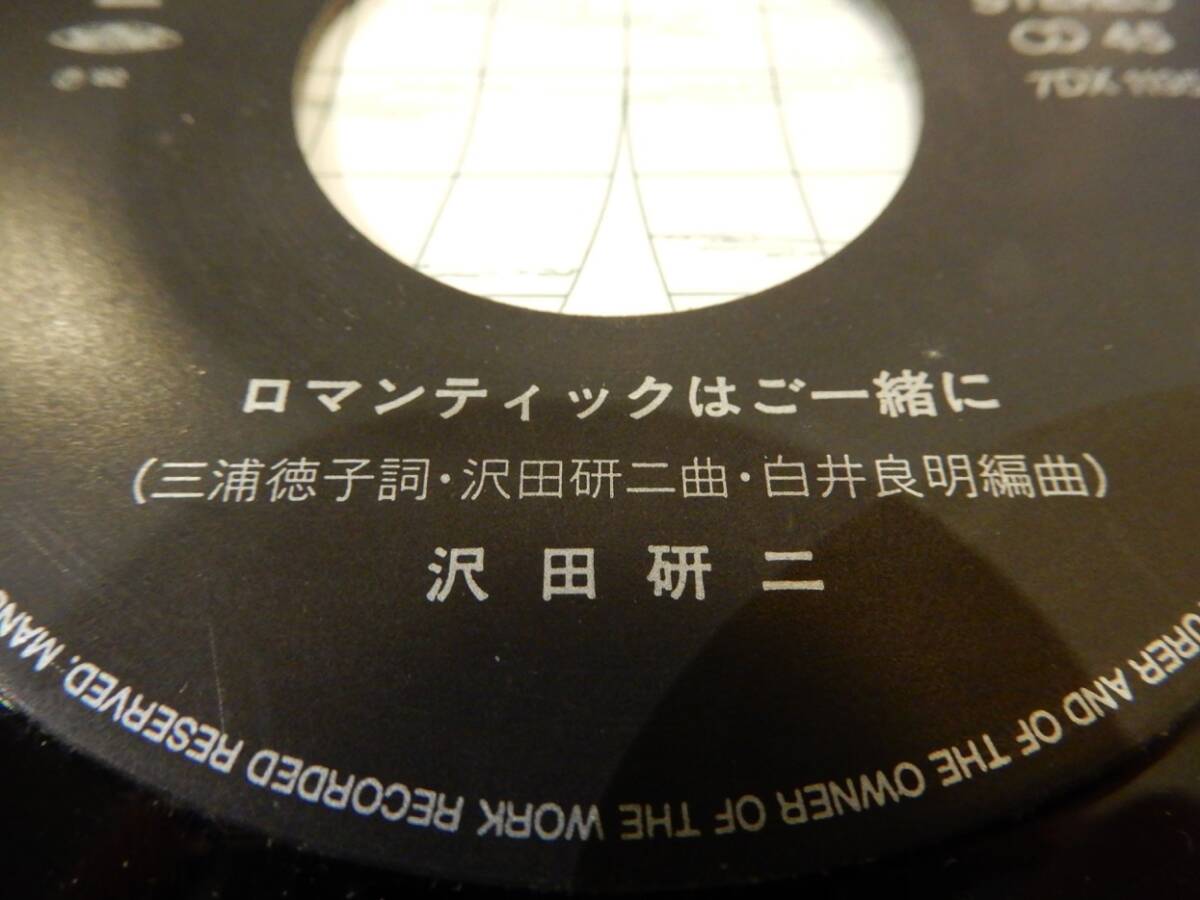 STEREO
45
ロマンティックはご一緒に
(三浦徳子詞・沢田研二曲・白井良明編曲)
沢田研二
URER AND OF THE OWNER OF THE WORK RECORDED RESERVED. MANU